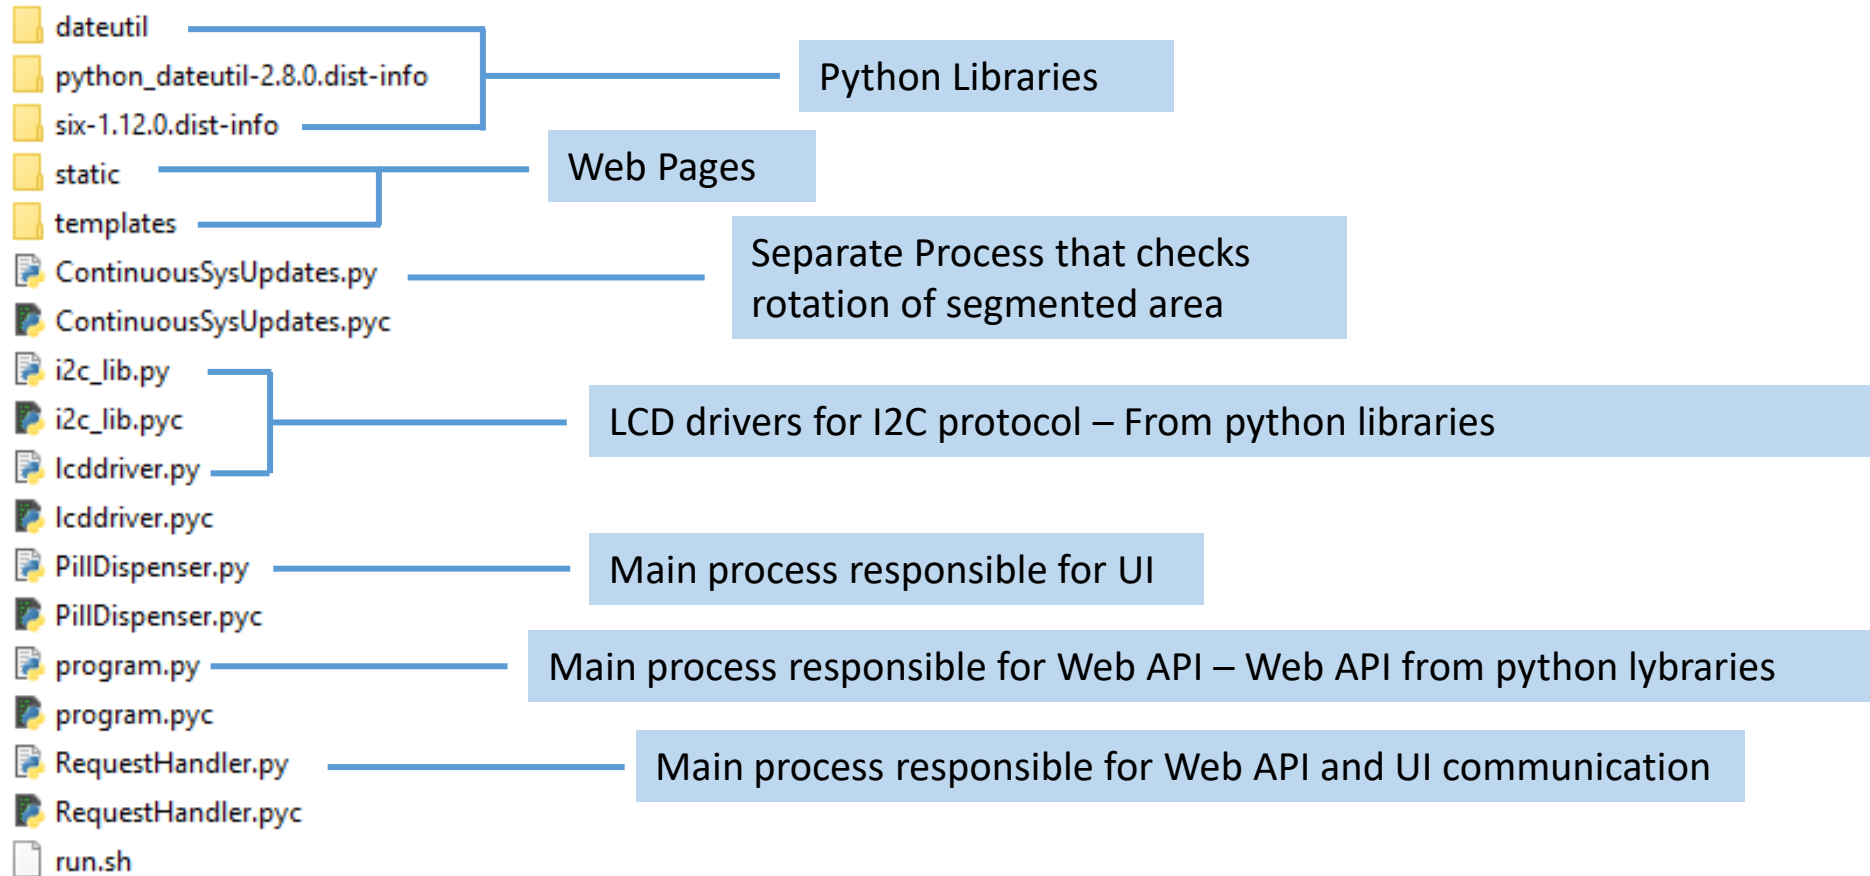 dateutil
python_dateutil-2.8.0.dist-info
Python Libraries
six-1.12.0.dist-info
static
Web Pages
templates
Separate Process that checks
rotation of segmented area
ContinuousSysUpdates.py
ContinuousSysUpdates.pyc
i2c_lib.py
i2c_lib.pyc
LCD drivers for I2C protocol – From python libraries
lcddriver.py
lcddriver.pyc
PillDispenser.py
Main process responsible for UI
PillDispenser.pyc
program.py
Main process responsible for Web API – Web API from python lybraries
program.pyc
RequestHandler.py
Main process responsible for Web API and UI communication
RequestHandler.pyc
run.sh